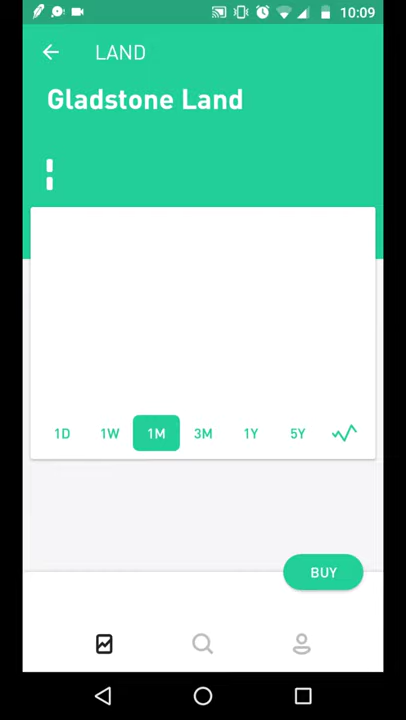 10:09
LAND
Gladstone Land
1D 1W 1M 3M 1Y 5Y
BUY